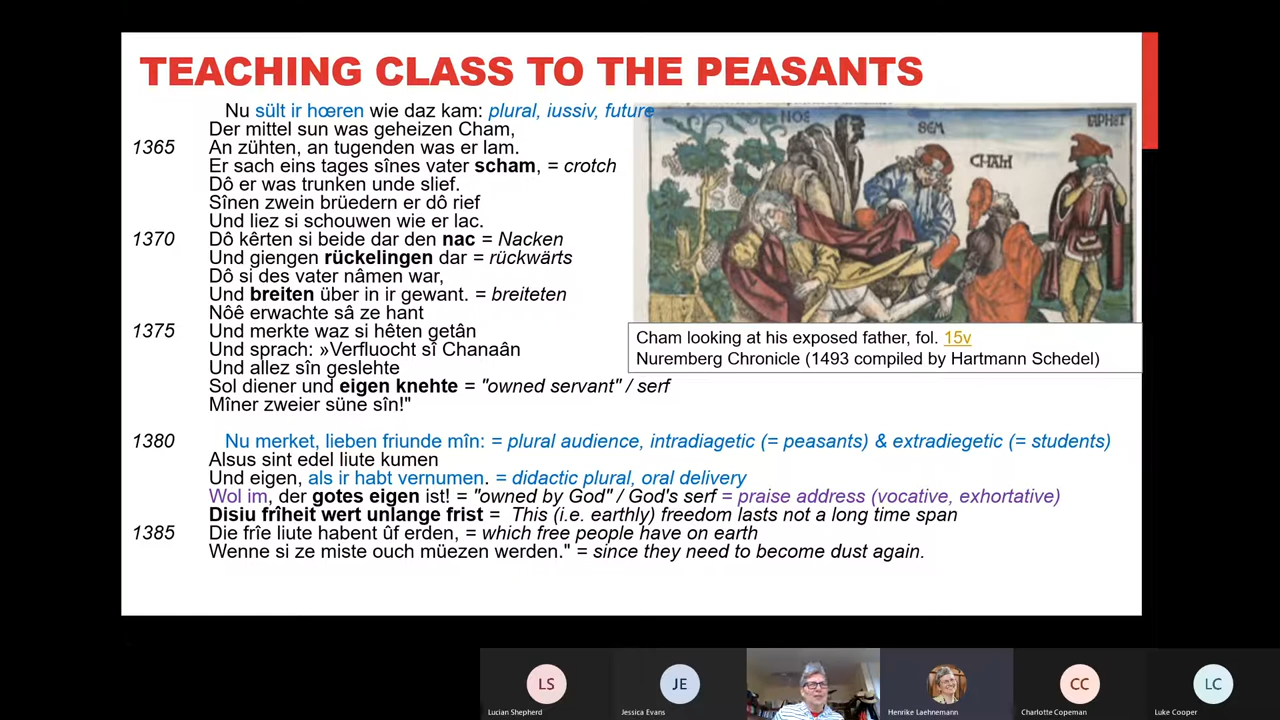 TEACHING CLASS TO THE PEASANTS
Nu sült ir hœren wie daz kam: plural, iussiv, future
Der mittel sun was geheizen Cham,
1365 An zühten, an tugenden was er lam.
Er sach eins tages sînes vater scham, = crotch
Dô er was trunken unde slief.
Sînen zwein brüedern er dô rief
Und liez si schouwen wie er lac.
1370 Dô kêrten si beide dar den nac = Nacken
Und giengen rückelingen dar = rückwärts
Dô si des vater nâmen war,
Und breiten über in ir gewant. = breiteten
Nôê erwachte sâ ze hant
1375 Und merkte waz si hêten getân
Und sprach: »Verfluocht sî Chanaân
Und allez sîn geslehte
Sol diener und eigen knehte = "owned servant" / serf
Mîner zweier süne sîn!"
1380 Nu merket, lieben friunde mîn: = plural audience, intradiagetic (= peasants) & extradiegetic (= students)
Alsus sint edel liute kumen
Und eigen, als ir habt vernumen. = didactic plural, oral delivery
Wol im, der gotes eigen ist! = "owned by God" / God's serf = praise address (vocative, exhortative)
Disiu frîheit wert unlange frist = This (i.e. earthly) freedom lasts not a long time span
1385 Die frîe liute habent ûf erden, = which free people have on earth
Wenne si ze miste ouch müezen werden." = since they need to become dust again.
NOE
SEM
CHAM
IAPHET
Cham looking at his exposed father, fol. 15v
Nuremberg Chronicle (1493 compiled by Hartmann Schedel)
LS
JE
CC
LC
Lucian Shepherd
Jessica Evans
Henrike Laehnemann
Charlotte Copeman
Luke Cooper